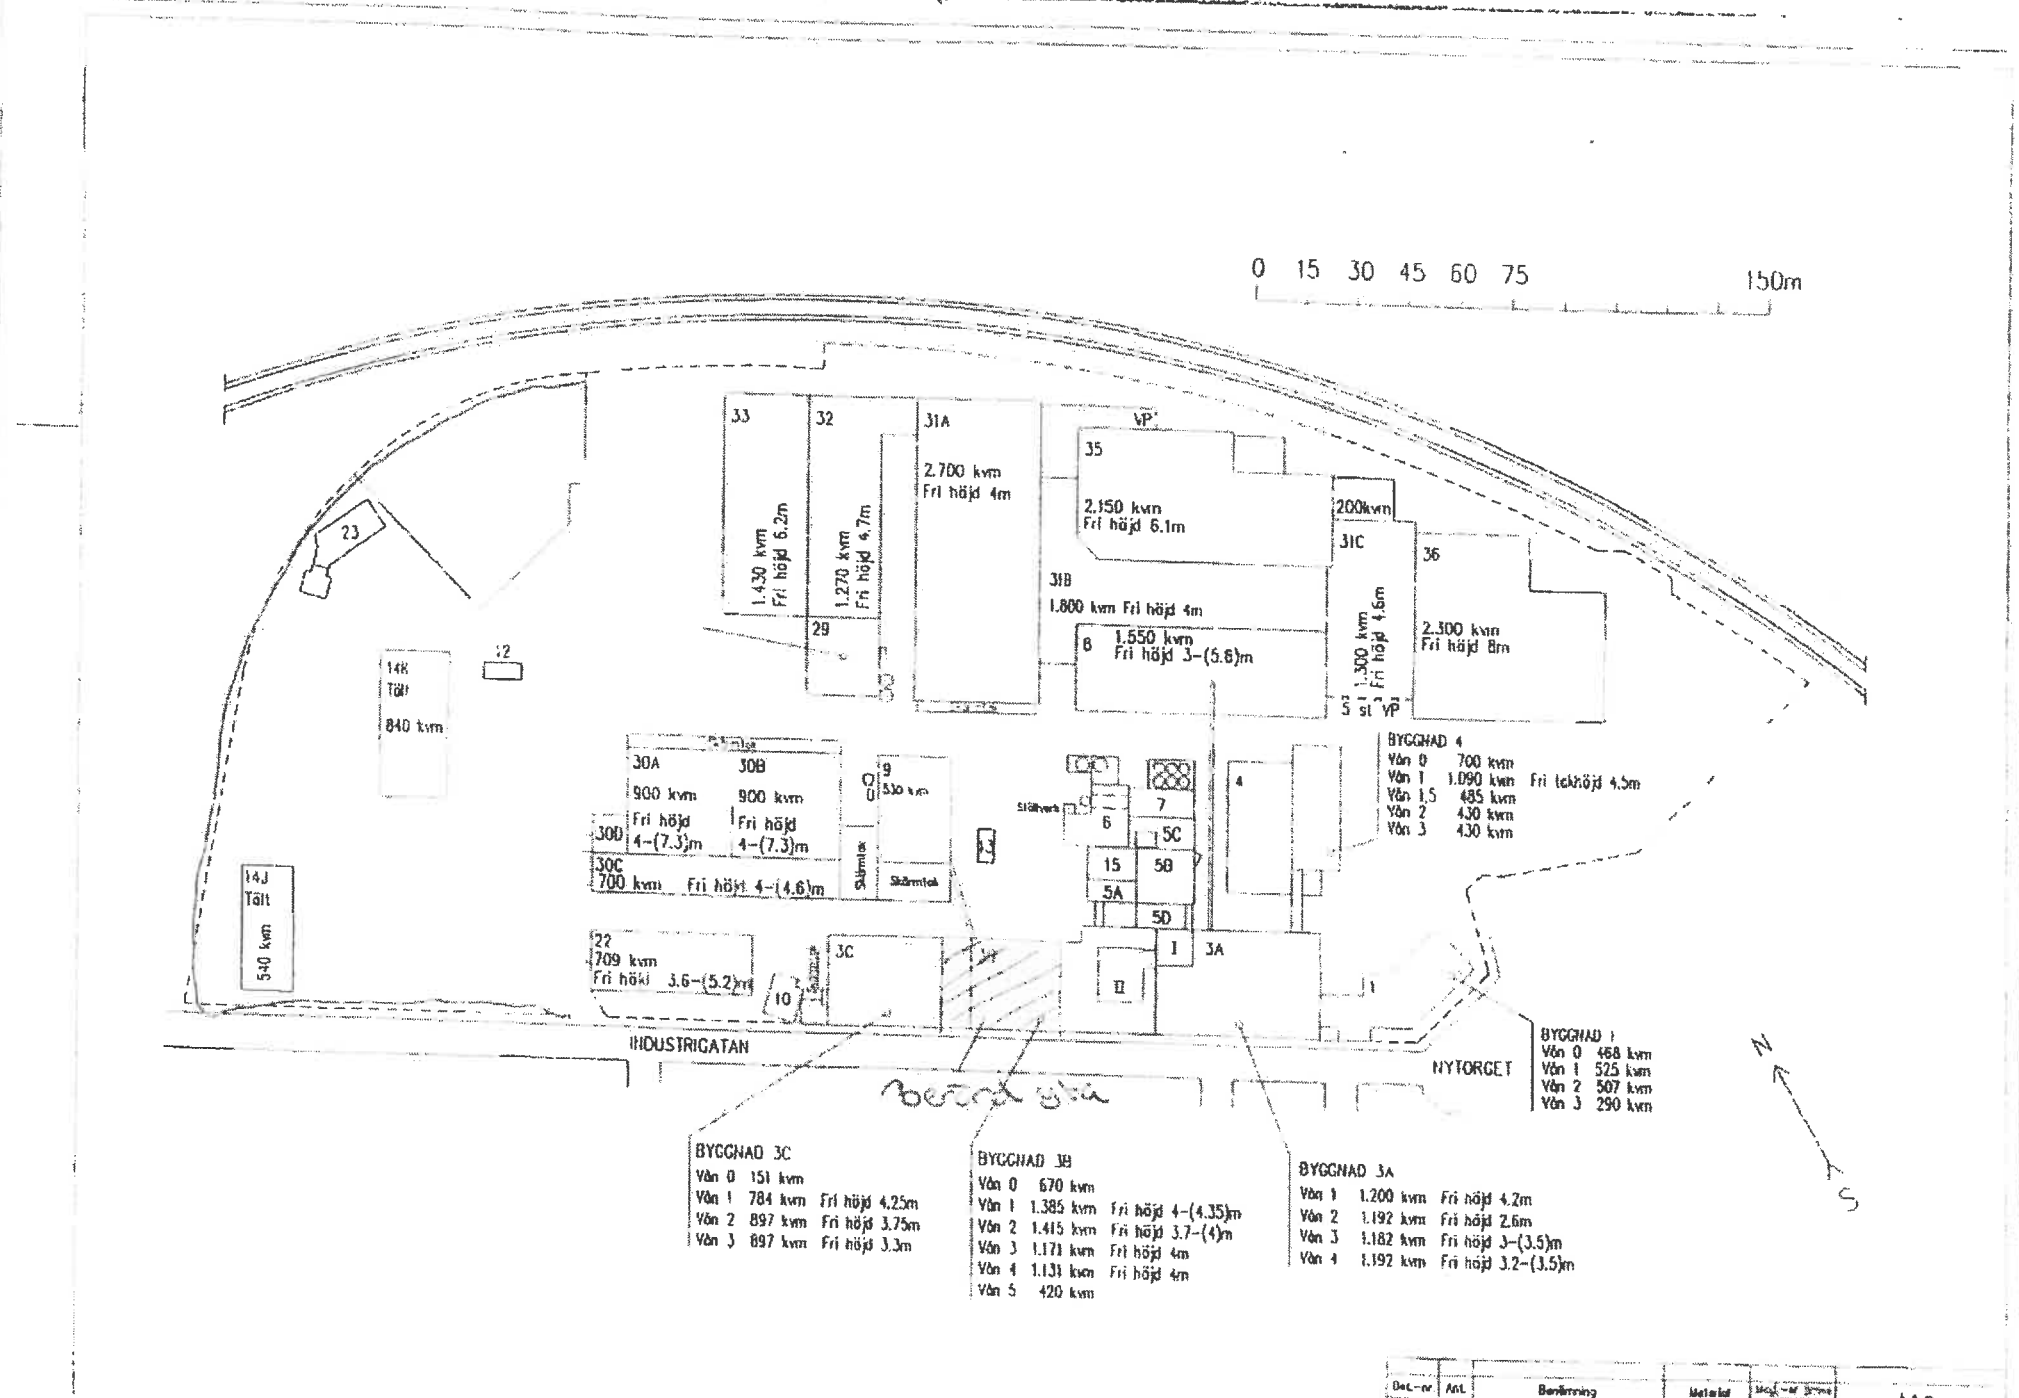 0 15 30 45 60 75 150m
33
32
31A
VP
35
2.700 kvm
Fri höjd 4m
1.430 kvm
Fri höjd 6.2m
1.270 kvm
Fri höjd 4.7m
2.150 kvm
Fri höjd 6.1m
200kvm
31C
36
23
31B
1.800 kvm Fri höjd 4m
1.300 kvm
Fri höjd 4.6m
2.300 kvm
Fri höjd 8m
29
8 1.550 kvm
Fri höjd 3-(5.8)m
12
14K
Tält
840 kvm
5 st VP
30A
900 kvm
Fri höjd
4-(7.3)m
30B
900 kvm
Fri höjd
4-(7.3)m
9
30D
30C
700 kvm Fri höjd 4-(4.6)m
Skärmtak
Skärmtak
Ställverk
7
6
5C
15
5B
5A
5D
4
BYGGNAD 4
Vån 0 700 kvm
Vån 1 1.090 kvm Fri takhöjd 4.5m
Vån 1,5 485 kvm
Vån 2 430 kvm
Vån 3 430 kvm
14J
Tält
540 kvm
22
709 kvm
Fri höjd 3.6-(5.2)m
10
3C
I
3A
II
1
INDUSTRIGATAN
NYTORGET
BYGGNAD 1
Vån 0 468 kvm
Vån 1 525 kvm
Vån 2 507 kvm
Vån 3 290 kvm
N
S
Berörd yta
BYGGNAD 3C
Vån 0 151 kvm
Vån 1 784 kvm Fri höjd 4.25m
Vån 2 897 kvm Fri höjd 3.75m
Vån 3 897 kvm Fri höjd 3.3m
BYGGNAD 3B
Vån 0 670 kvm
Vån 1 1.385 kvm Fri höjd 4-(4.35)m
Vån 2 1.415 kvm Fri höjd 3.7-(4)m
Vån 3 1.171 kvm Fri höjd 4m
Vån 4 1.131 kvm Fri höjd 4m
Vån 5 420 kvm
BYGGNAD 3A
Vån 1 1.200 kvm Fri höjd 4.2m
Vån 2 1.192 kvm Fri höjd 2.6m
Vån 3 1.182 kvm Fri höjd 3-(3.5)m
Vån 4 1.192 kvm Fri höjd 3.2-(3.5)m
Det.-nr Ant. Benämning Material